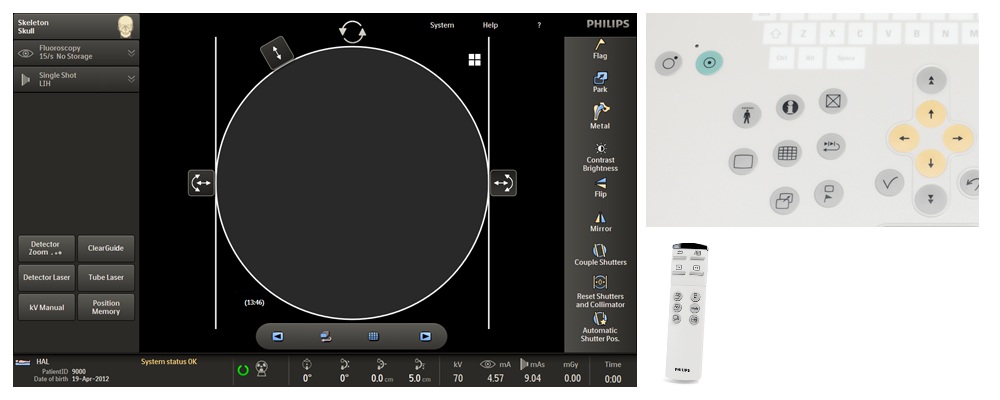 Skeleton
Skull
Fluoroscopy
15/s No Storage
Single Shot
LIH
Detector
Zoom
ClearGuide
Detector Laser
Tube Laser
kV Manual
Position
Memory
System
Help
?
PHILIPS
Flag
Park
Metal
Contrast
Brightness
Flip
Mirror
Couple Shutters
Reset Shutters
and Collimator
Automatic
Shutter Pos.
(13:46)
HAL
PatientID 9000
Date of birth 19-Apr-2012
System status OK
0°
0°
0.0 cm
5.0 cm
kV
70
mA
4.57
mAs
9.04
mGy
0.00
Time
0:00
Z X C V B N M
Ctrl Alt Space
PHILIPS